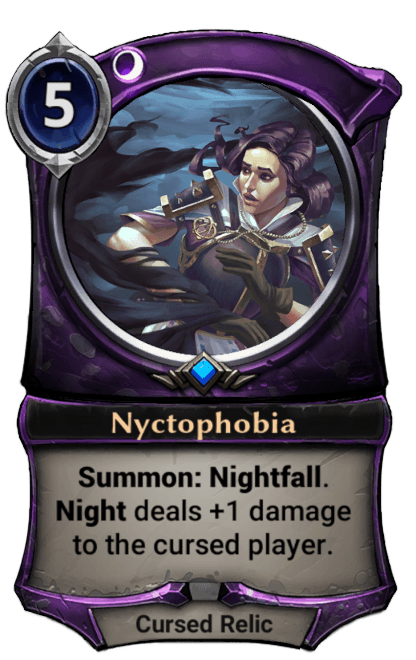 5
Nyctophobia
Summon: Nightfall.
Night deals +1 damage
to the cursed player.
Cursed Relic